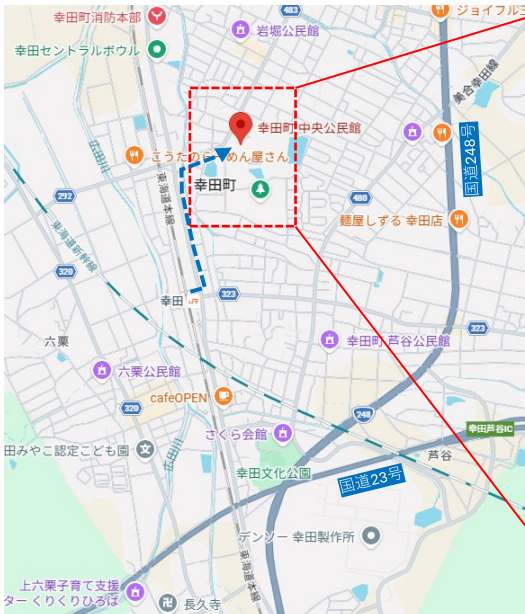 幸田町消防本部
483
ジョイフル
岩堀公民館
幸田セントラルボウル
美合幸田線
幸田町中央公民館
国道248号
広田川
こうたのらーめん屋さん
東海道本線
幸田町
292
480
麺屋しずる 幸田店
東海道新幹線
320
幸田
323
323
六栗
幸田町 芦谷公民館
六栗公民館
cafeOPEN
320
248
さくら会館
幸田芦谷IC
田みやこ認定こども園
広田川
芦谷
幸田文化公園
国道23号
デンソー 幸田製作所
東海道本線
上六栗子育て支援
ター くりくりひろば
長久寺